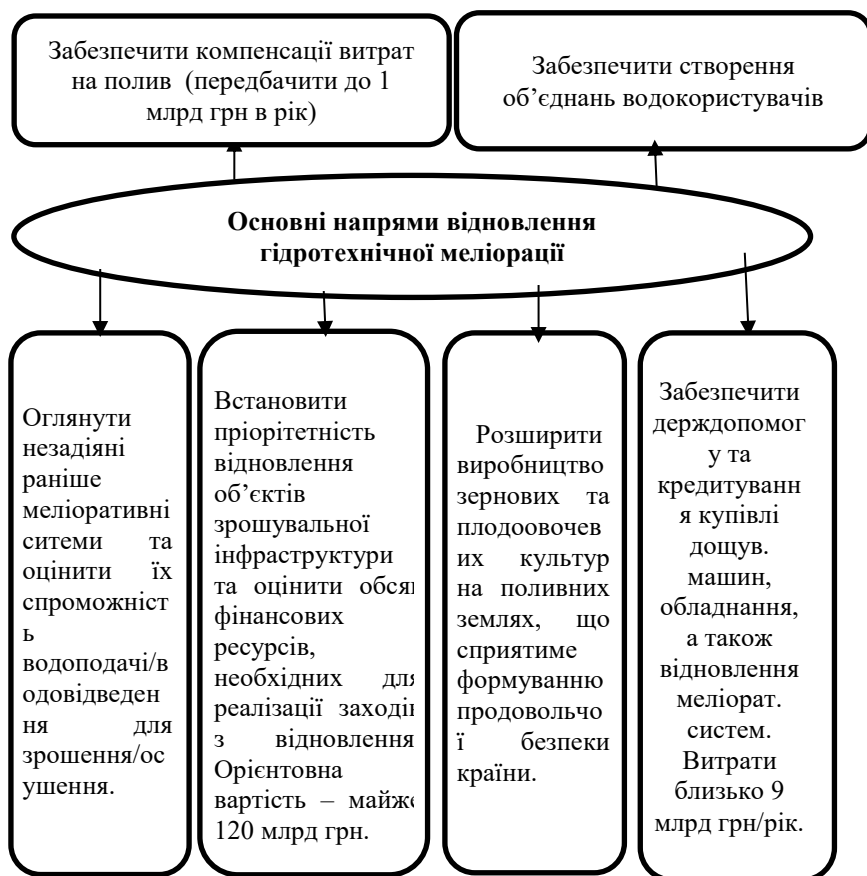 Забезпечити компенсації витрат
на полив (передбачити до 1
млрд грн в рік)
Забезпечити створення
об’єднань водокористувачів
Основні напрями відновлення
гідротехнічної меліорації
Оглянути
незадіяні
раніше
меліоративні
ситеми та
оцінити їх
спроможніст
ь
водоподачі/в
одовідведен
ня для
зрошення/ос
ушення.
Встановити
пріорітетність
відновлення
об’єктів
зрошувальної
інфраструктури
та оцінити обсяг
фінансових
ресурсів,
необхідних для
реалізації заходів
з відновлення
Орієнтовна
вартість – майже
120 млрд грн.
Розширити
виробництво
зернових та
плодоовочев
их культур
на поливних
землях, що
сприятиме
формуванню
продовольчо
ї безпеки
країни.
Забезпечити
держдопомог
у та
кредитуванн
я купівлі
дощув.
машин,
обладнання,
а також
відновлення
меліорат.
систем.
Витрати
близько 9
млрд грн/рік.